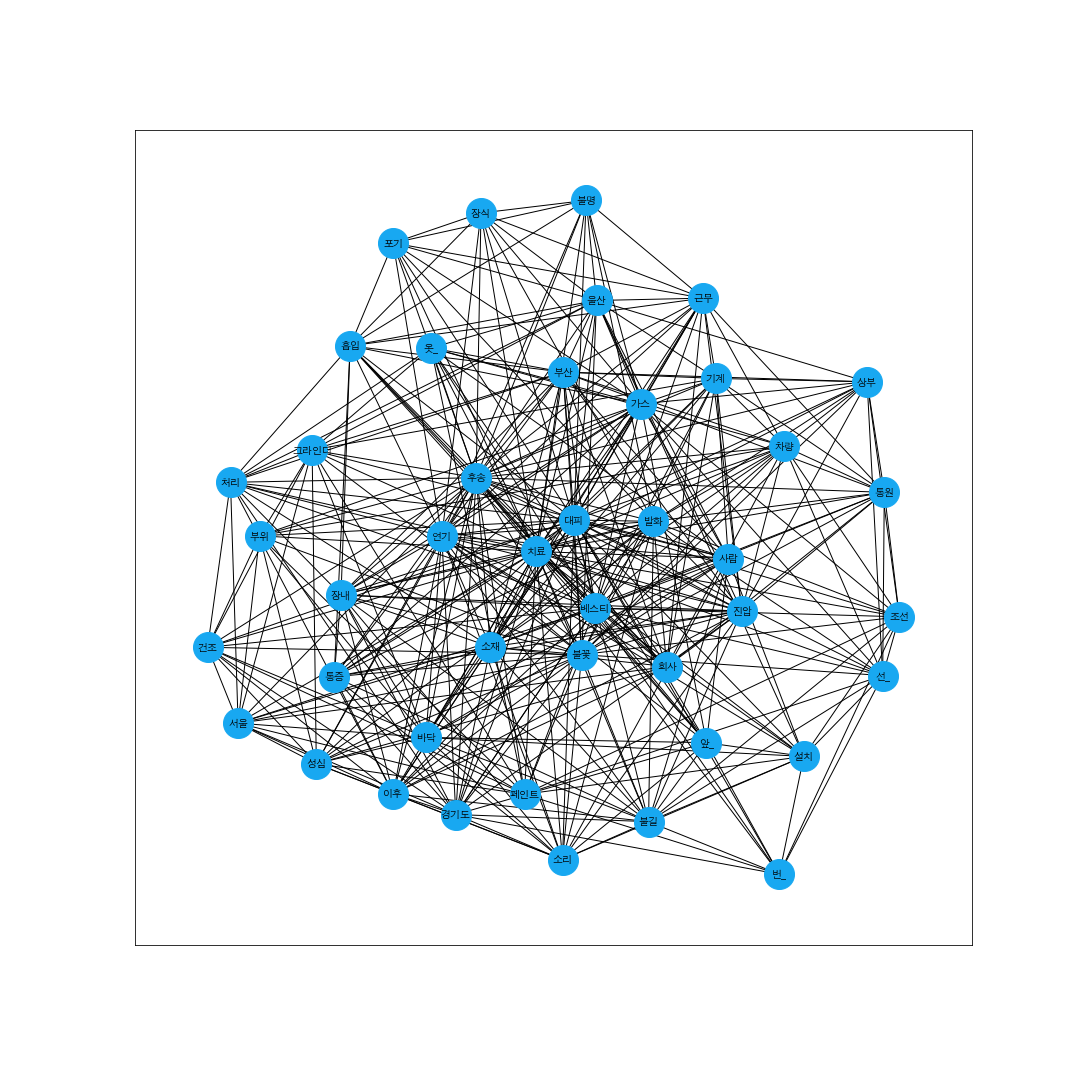 불명
잠식
포기
울산
근무
흡입
못_
부산
기계
상부
가스
차량
그라인더
후송
처리
통원
대피
발화
부위
연기
치료
사람
장내
베스티
진압
조선
건조
소재
불꽃
회사
통증
선_
서울
바닥
앞_
설치
성심
이후
페인트
경기도
불길
소리
번_